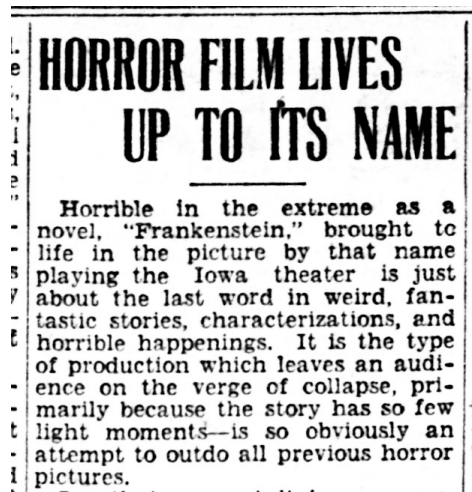 HORROR FILM LIVES
UP TO ITS NAME
Horrible in the extreme as a
novel, "Frankenstein," brought to
life in the picture by that name
playing the Iowa theater is just
about the last word in weird, fan-
tastic stories, characterizations, and
horrible happenings. It is the type
of production which leaves an audi-
ence on the verge of collapse, pri-
marily because the story has so few
light moments—is so obviously an
attempt to outdo all previous horror
pictures.